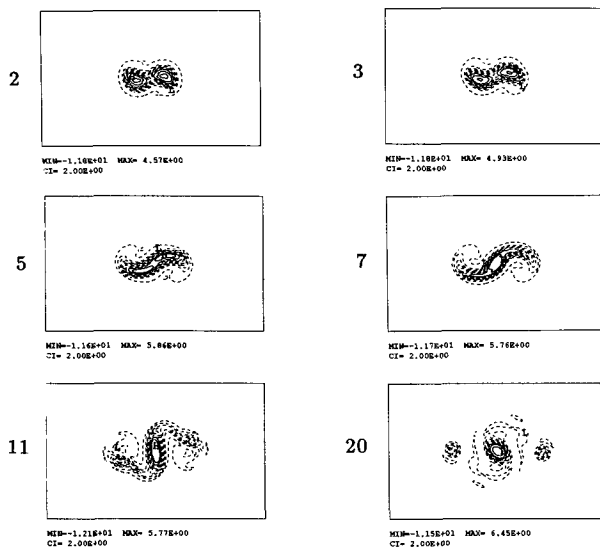 2
3
MIN=-1.18E+01 MAX= 4.57E+00
CI= 2.00E+00
MIN=-1.18E+01 MAX= 4.93E+00
CI= 2.00E+00
5
7
MIN=-1.16E+01 MAX= 5.86E+00
CI= 2.00E+00
MIN=-1.17E+01 MAX= 5.76E+00
CI= 2.00E+00
11
20
MIN=-1.21E+01 MAX= 5.77E+00
CI= 2.00E+00
MIN=-1.15E+01 MAX= 6.45E+00
CI= 2.00E+00